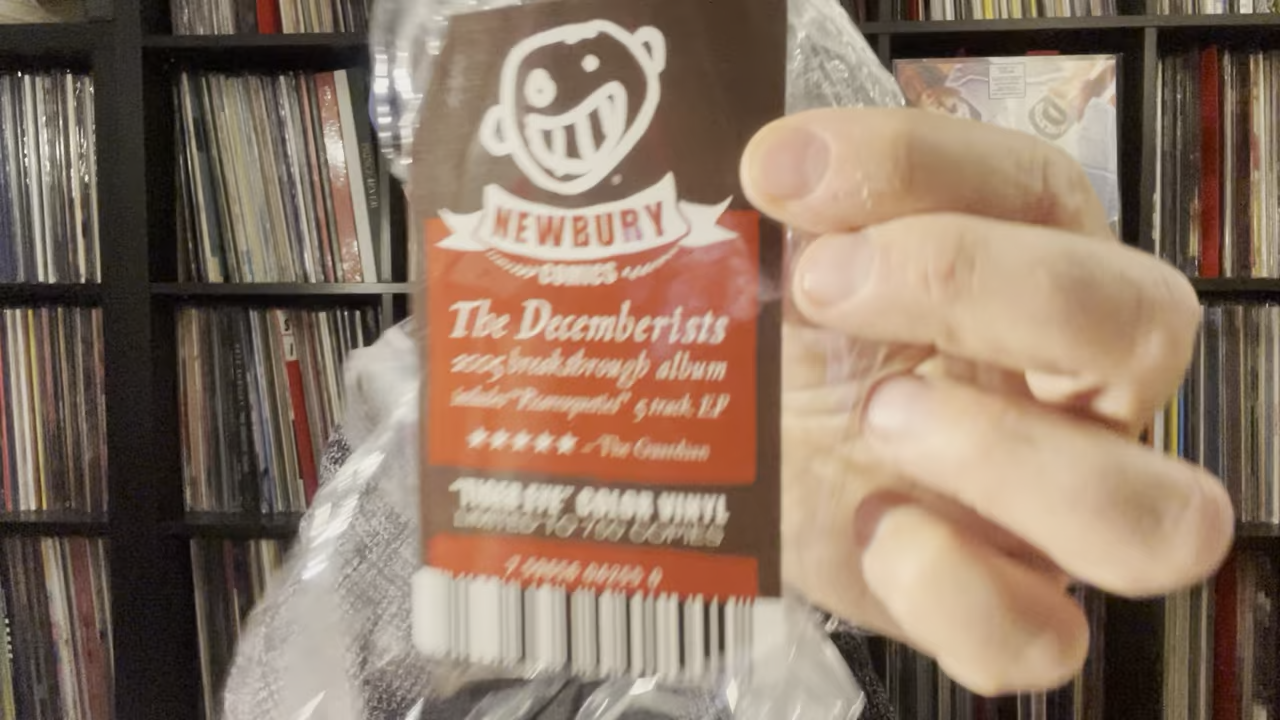 NEWBURY
COMICS
The Decemberists
2005 breakthrough album
includes "Picaresqueties" 5 track EP
★★★★★ - The Guardian
"TIGER EYE" COLOR VINYL
LIMITED TO 750 COPIES